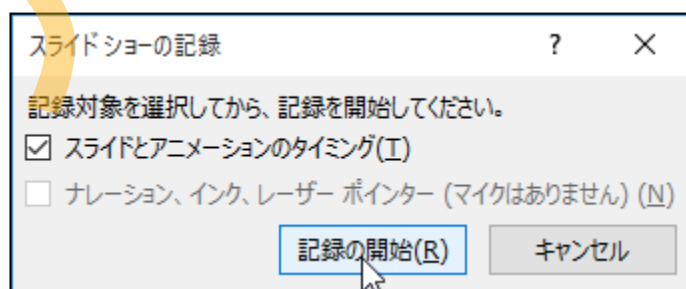 スライド ショーの記録 ? ×
記録対象を選択してから、記録を開始してください。
スライドとアニメーションのタイミング(T)
ナレーション、インク、レーザー ポインター (マイクはありません) (N)
記録の開始(R) キャンセル